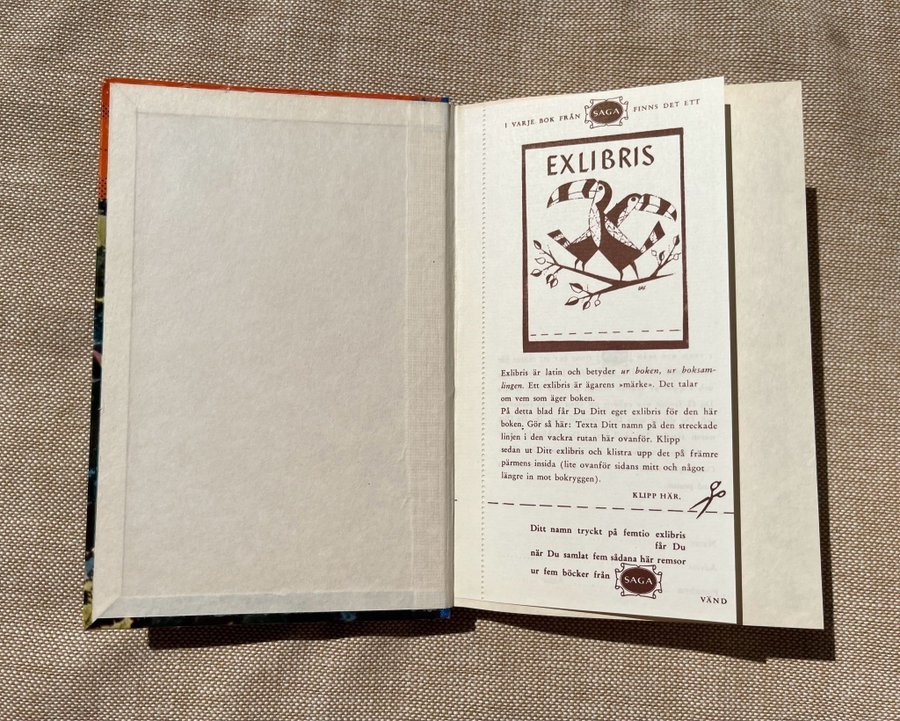 I VARJE BOK FRÅN SAGA FINNS DET ETT
EXLIBRIS
Exlibris är latin och betyder ur boken, ur boksam-
lingen. Ett exlibris är ägarens »märke». Det talar
om vem som äger boken.
På detta blad får Du Ditt eget exlibris för den här
boken. Gör så här: Texta Ditt namn på den streckade
linjen i den vackra rutan här ovanför. Klipp
sedan ut Ditt exlibris och klistra upp det på främre
pärmens insida (lite ovanför sidans mitt och något
längre in mot bokryggen).
KLIPP HÄR.
Ditt namn tryckt på femtio exlibris
får Du
när Du samlat fem sådana här remsor
ur fem böcker från SAGA
VÄND